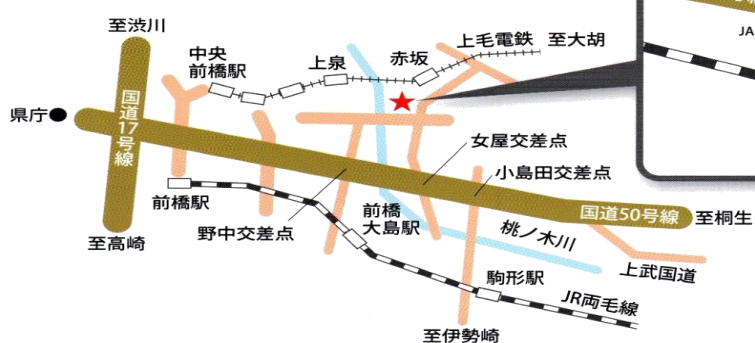 至渋川
中央
前橋駅
上泉
赤坂
上毛電鉄
至大胡
JA
県庁
国道17号線
女屋交差点
小島田交差点
前橋駅
野中交差点
前橋
大島駅
国道50号線
至桐生
至高崎
桃ノ木川
上武国道
駒形駅
JR両毛線
至伊勢崎